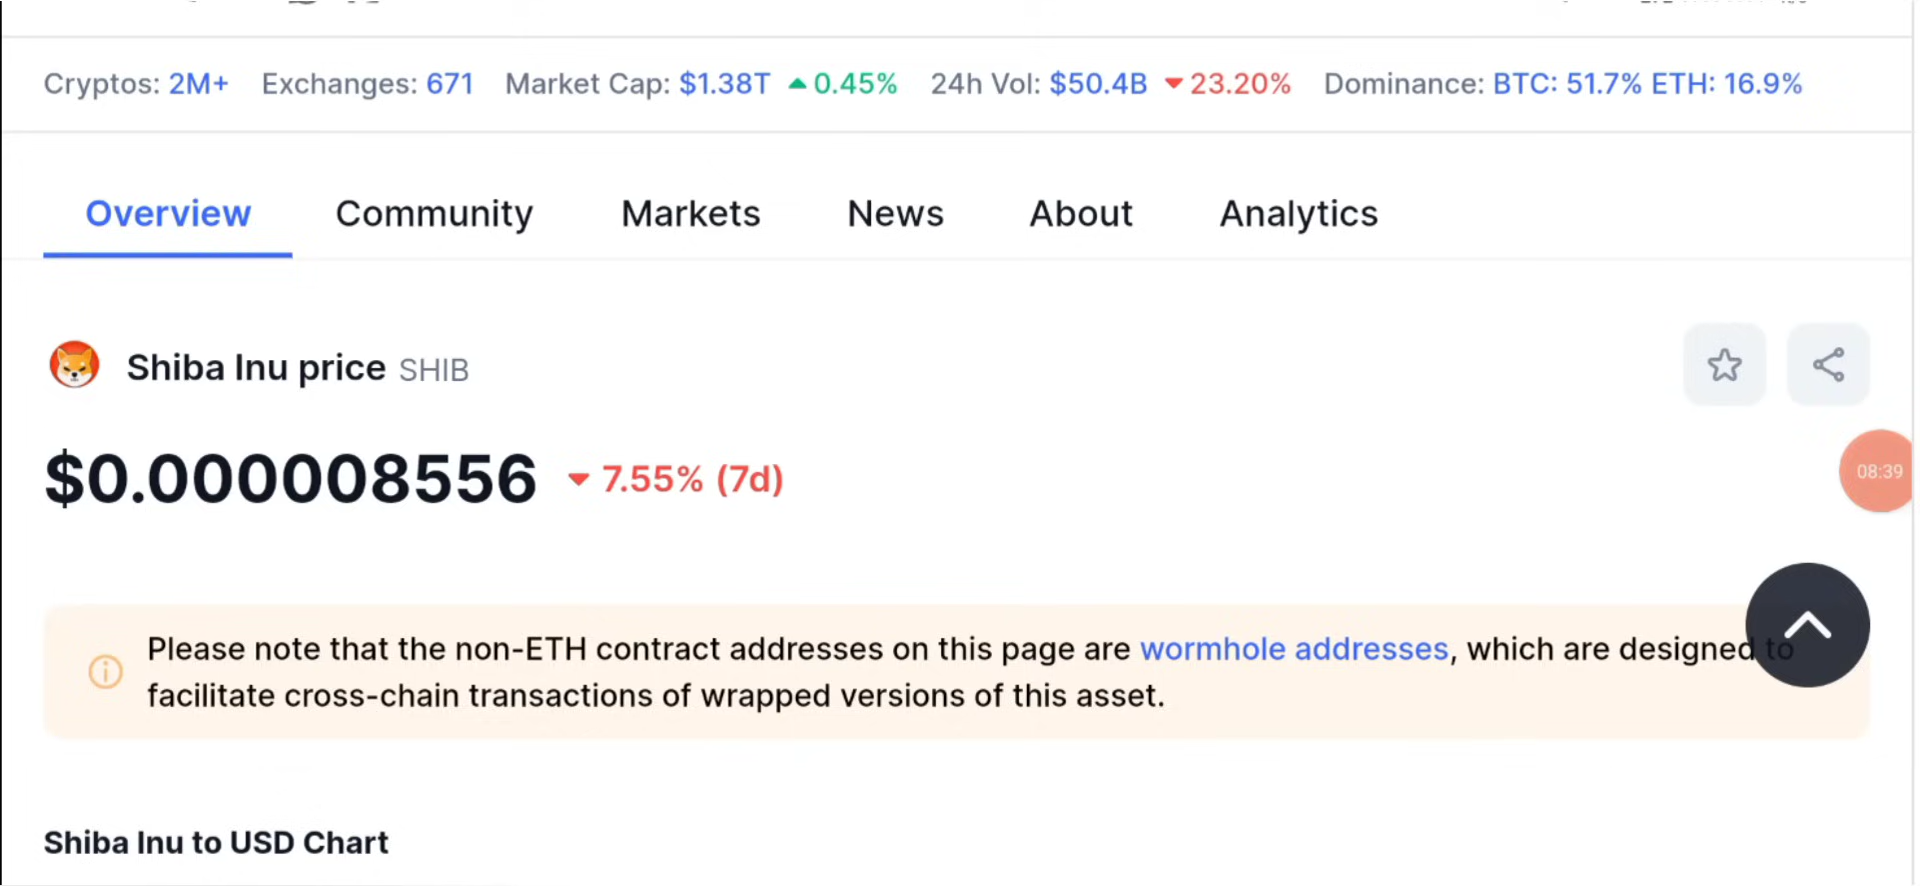 Cryptos: 2M+ Exchanges: 671 Market Cap: $1.38T 0.45% 24h Vol: $50.4B 23.20% Dominance: BTC: 51.7% ETH: 16.9%
Overview Community Markets News About Analytics
Shiba Inu price SHIB
$0.000008556 7.55% (7d)
08:39
Please note that the non-ETH contract addresses on this page are wormhole addresses, which are designed to
facilitate cross-chain transactions of wrapped versions of this asset.
Shiba Inu to USD Chart